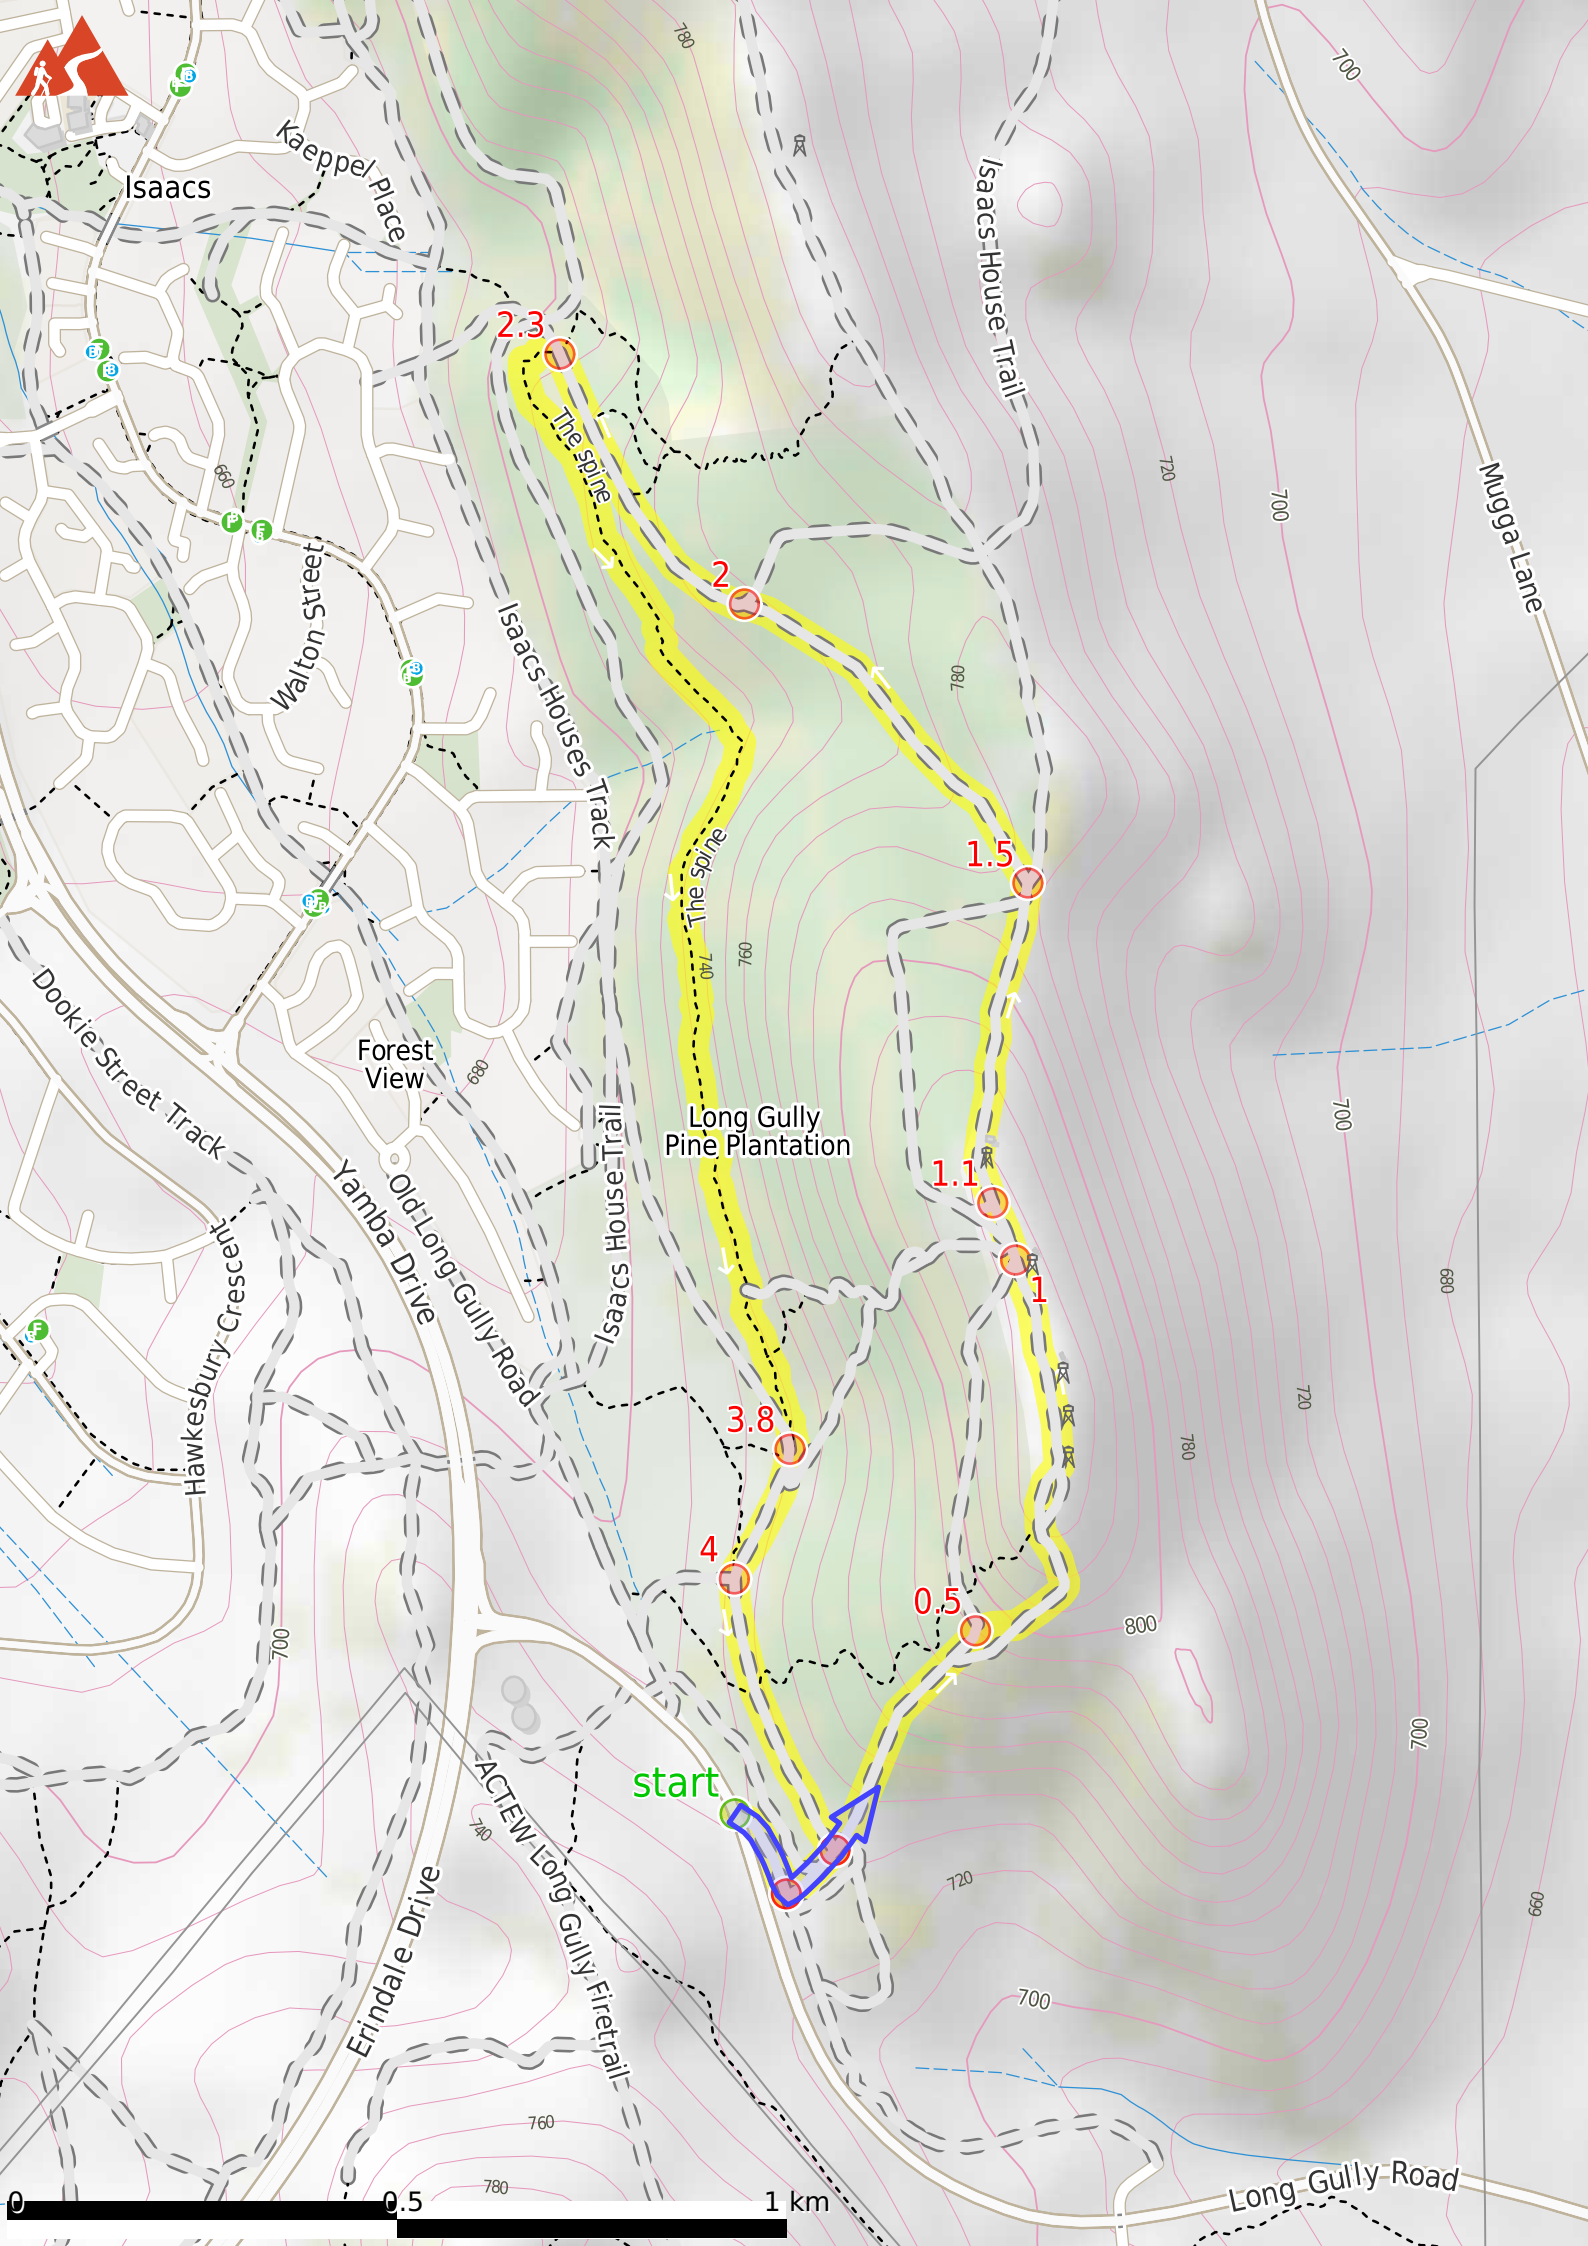 780
700
Kaeppel Place
Isaacs
Isaacs House Trail
2.3
The spine
660
720
700
Mugga Lane
2
Walton Street
Isaacs Houses Track
780
1.5
The spine
740
760
Dookie Street Track
Forest
View
680
Long Gully
Pine Plantation
700
Isaacs House Trail
1.1
Yamba Drive
Old Long Gully Road
Hawkesbury Crescent
1
680
720
3.8
780
4
0.5
800
700
700
start
ACTEW Long Gully Firetrail
740
720
Erindale Drive
660
700
760
780
Long Gully Road
0
0.5
1 km